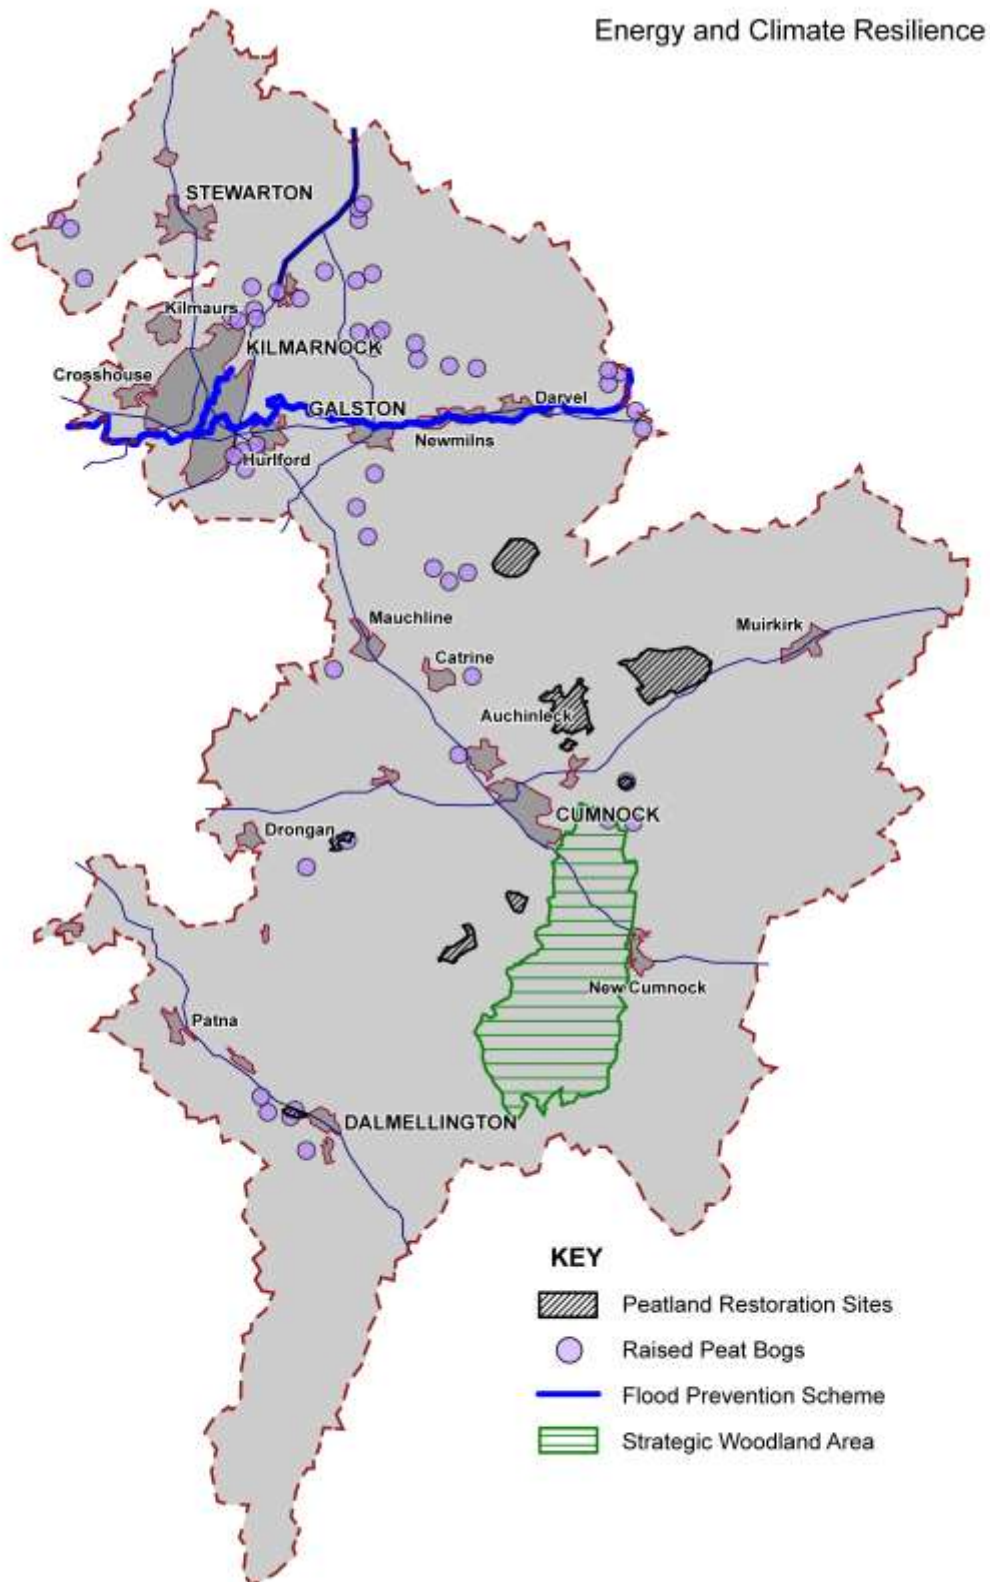 Energy and Climate Resilience
STEWARTON
Kilmaurs
KILMARNOCK
Crosshouse
Darvel
GALSTON
Newmilns
Hurlford
Mauchline
Muirkirk
Catrine
Auchinleck
CUMNOCK
Drongan
New Cumnock
Patna
DALMELLINGTON
KEY
Peatland Restoration Sites
Raised Peat Bogs
Flood Prevention Scheme
Strategic Woodland Area